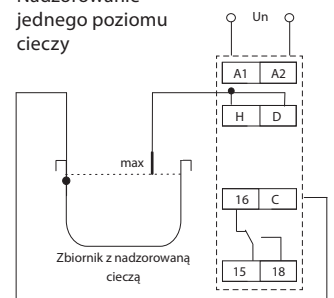 Nadzorowanie
jednego poziomu
cieczy
Un
A1 A2
H D
max
16 C
Zbiornik z nadzorowaną
cieczą
15 18